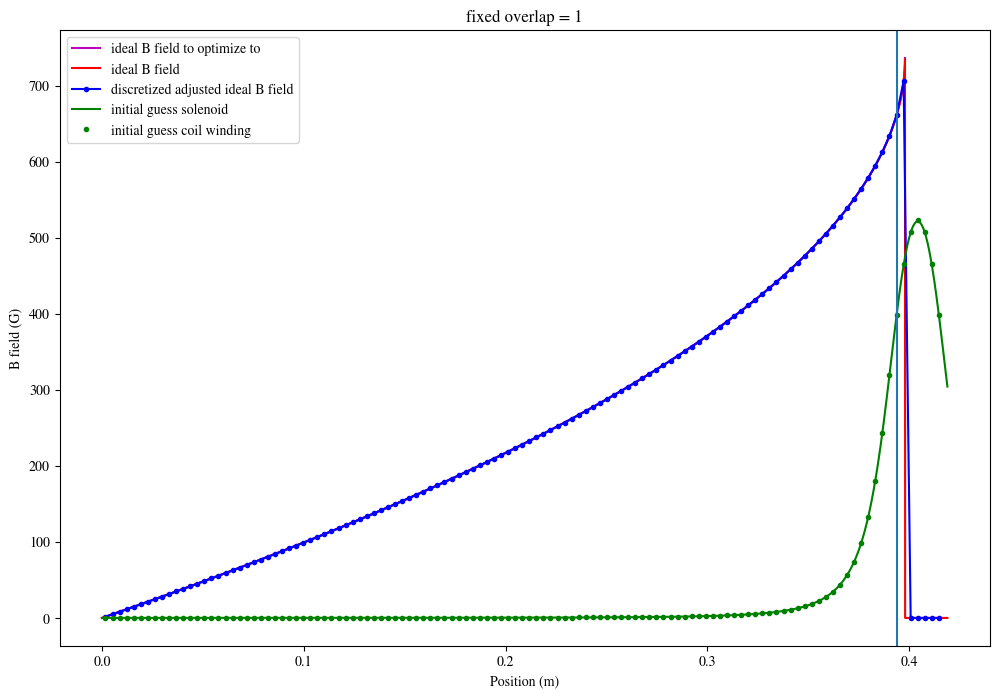 fixed overlap = 1
ideal B field to optimize to
ideal B field
discretized adjusted ideal B field
initial guess solenoid
initial guess coil winding
B field (G)
700
600
500
400
300
200
100
0
0.0 0.1 0.2 0.3 0.4
Position (m)